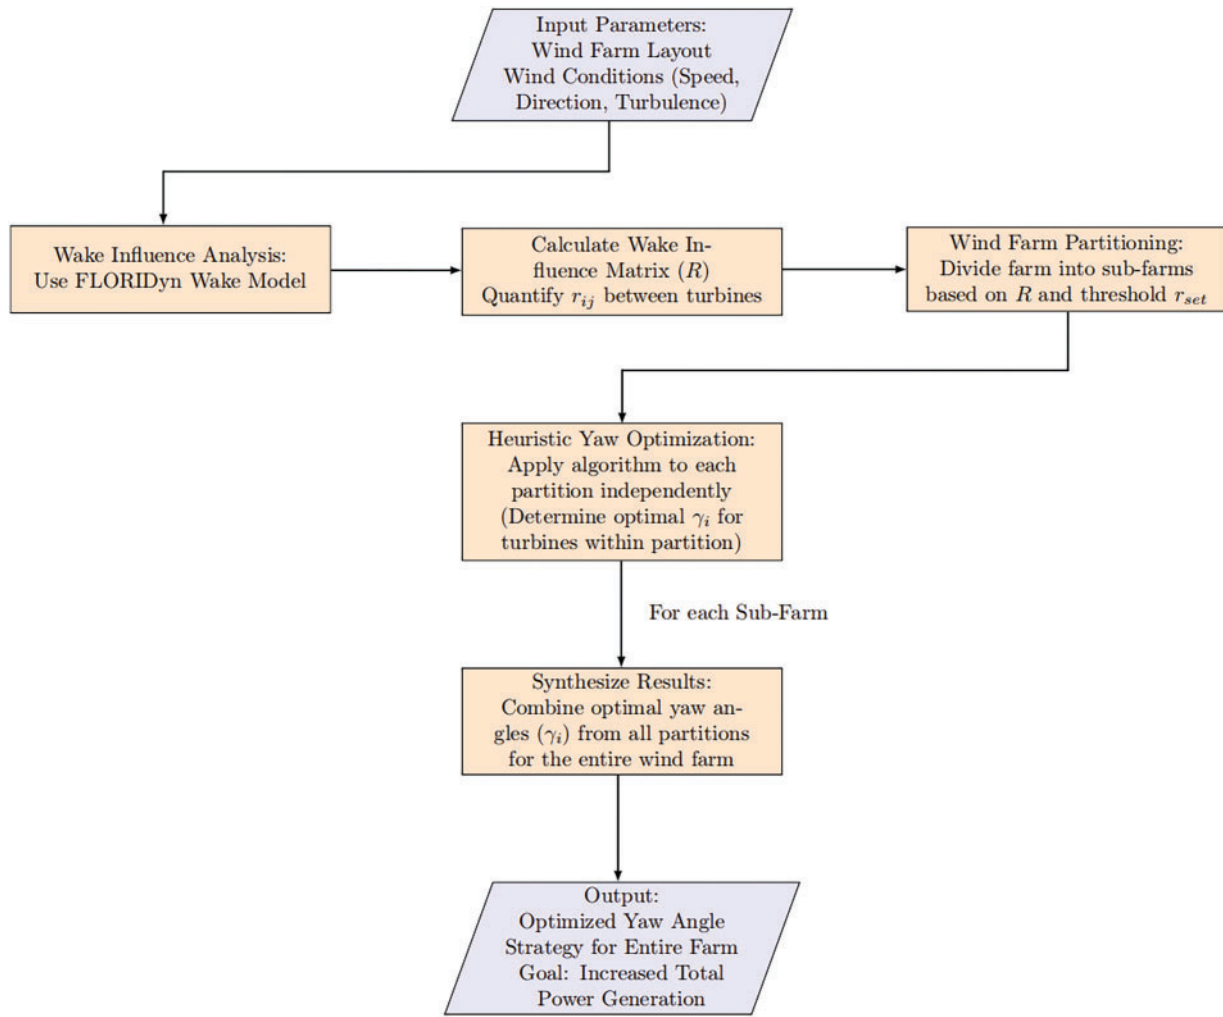 Input Parameters:
Wind Farm Layout
Wind Conditions (Speed,
Direction, Turbulence)
Wake Influence Analysis:
Use FLORIDyn Wake Model
Calculate Wake In-
fluence Matrix (R)
Quantify r_{ij} between turbines
Wind Farm Partitioning:
Divide farm into sub-farms
based on R and threshold r_{set}
Heuristic Yaw Optimization:
Apply algorithm to each
partition independently
(Determine optimal γ_i for
turbines within partition)
For each Sub-Farm
Synthesize Results:
Combine optimal yaw an-
gles (γ_i) from all partitions
for the entire wind farm
Output:
Optimized Yaw Angle
Strategy for Entire Farm
Goal: Increased Total
Power Generation